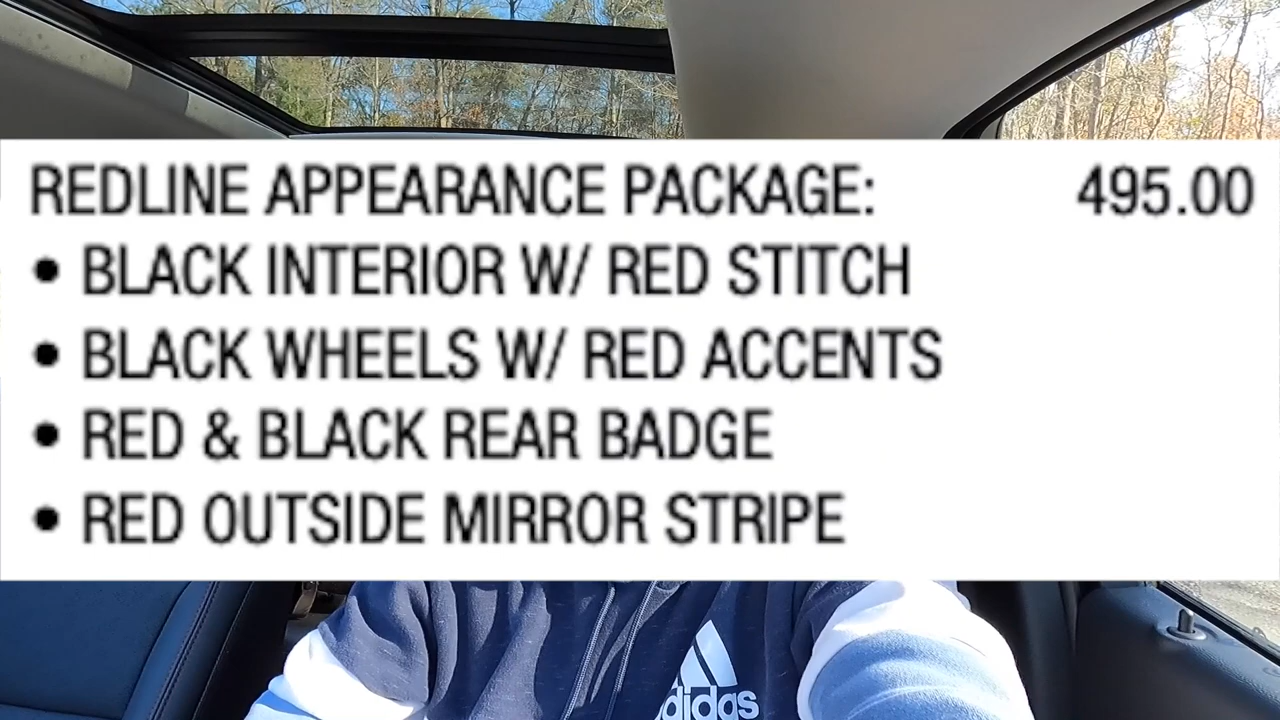 REDLINE APPEARANCE PACKAGE: 495.00
• BLACK INTERIOR W/ RED STITCH
• BLACK WHEELS W/ RED ACCENTS
• RED & BLACK REAR BADGE
• RED OUTSIDE MIRROR STRIPE
adidas